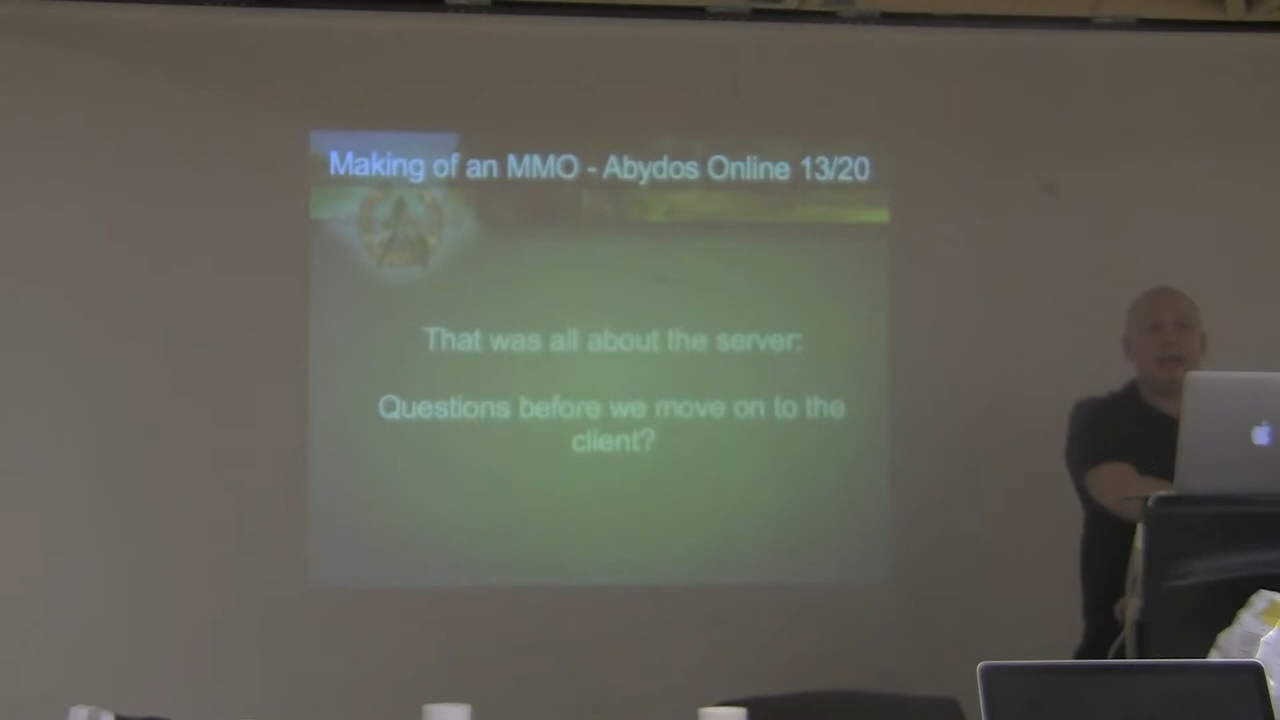 Making of an MMO - Abydos Online 13/20
That was all about the server:
Questions before we move on to the
client?